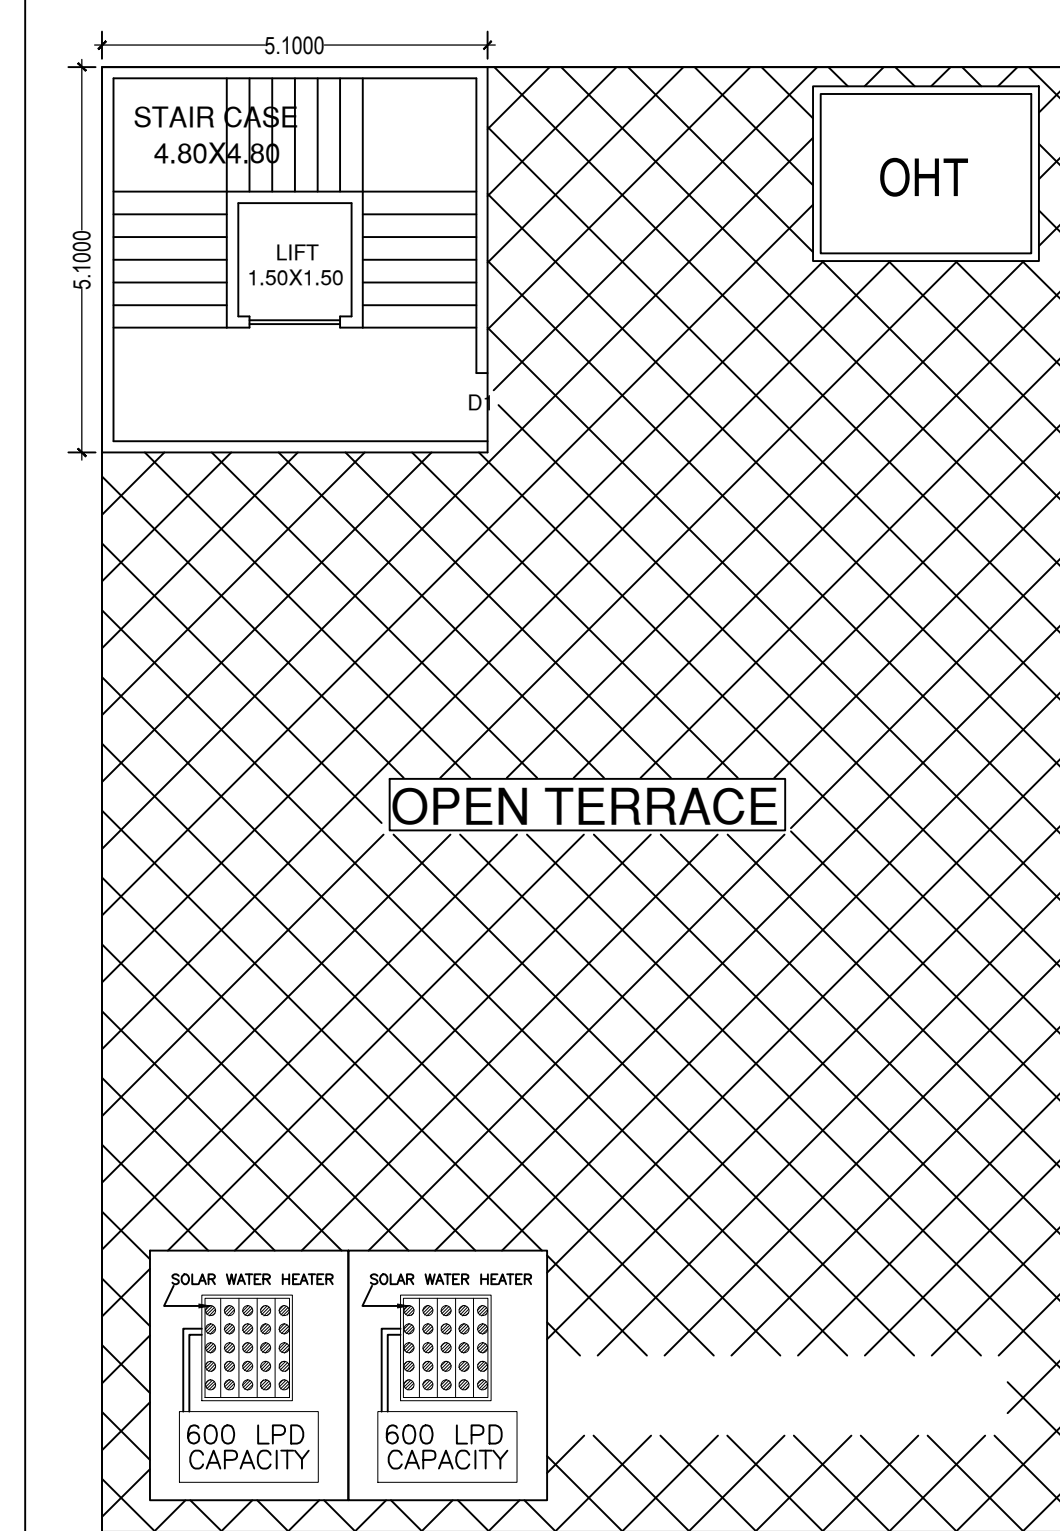 5.1000
STAIR CASE
4.80X4.80
OHT
5.1000
LIFT
1.50X1.50
D1
OPEN TERRACE
SOLAR WATER HEATER
SOLAR WATER HEATER
600 LPD
CAPACITY
600 LPD
CAPACITY